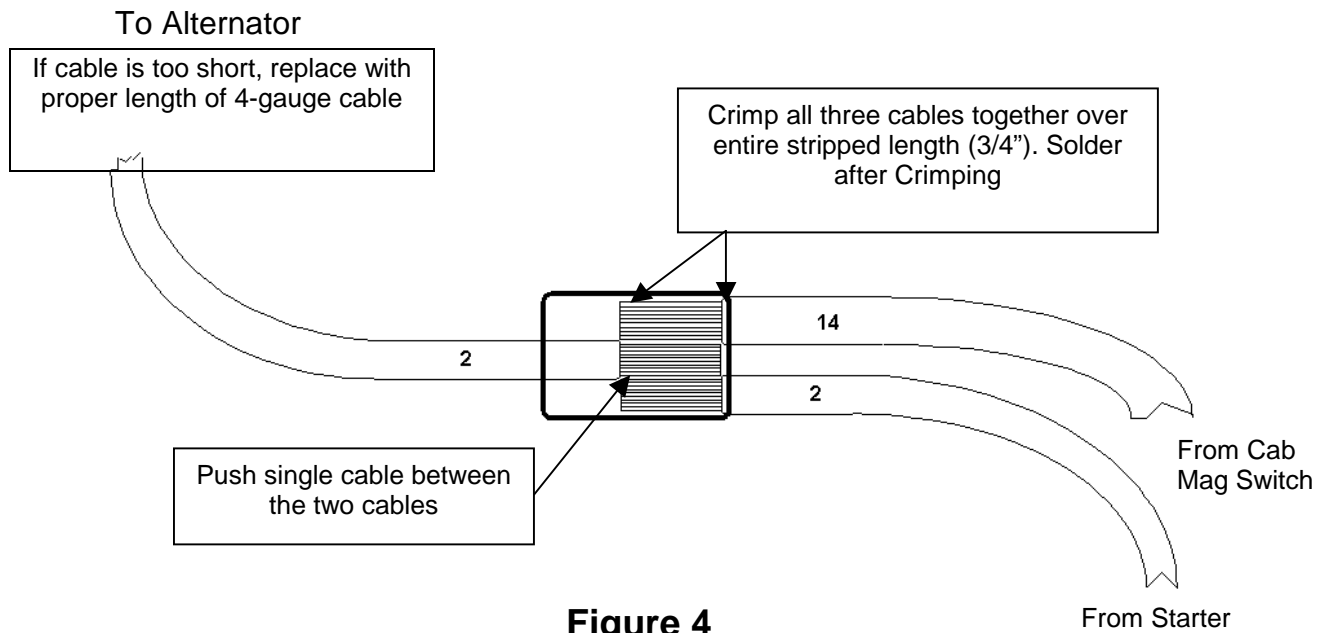 To Alternator
If cable is too short, replace with
proper length of 4-gauge cable
Crimp all three cables together over
entire stripped length (3/4”). Solder
after Crimping
14
2
2
Push single cable between
the two cables
From Cab
Mag Switch
From Starter
Figure 4